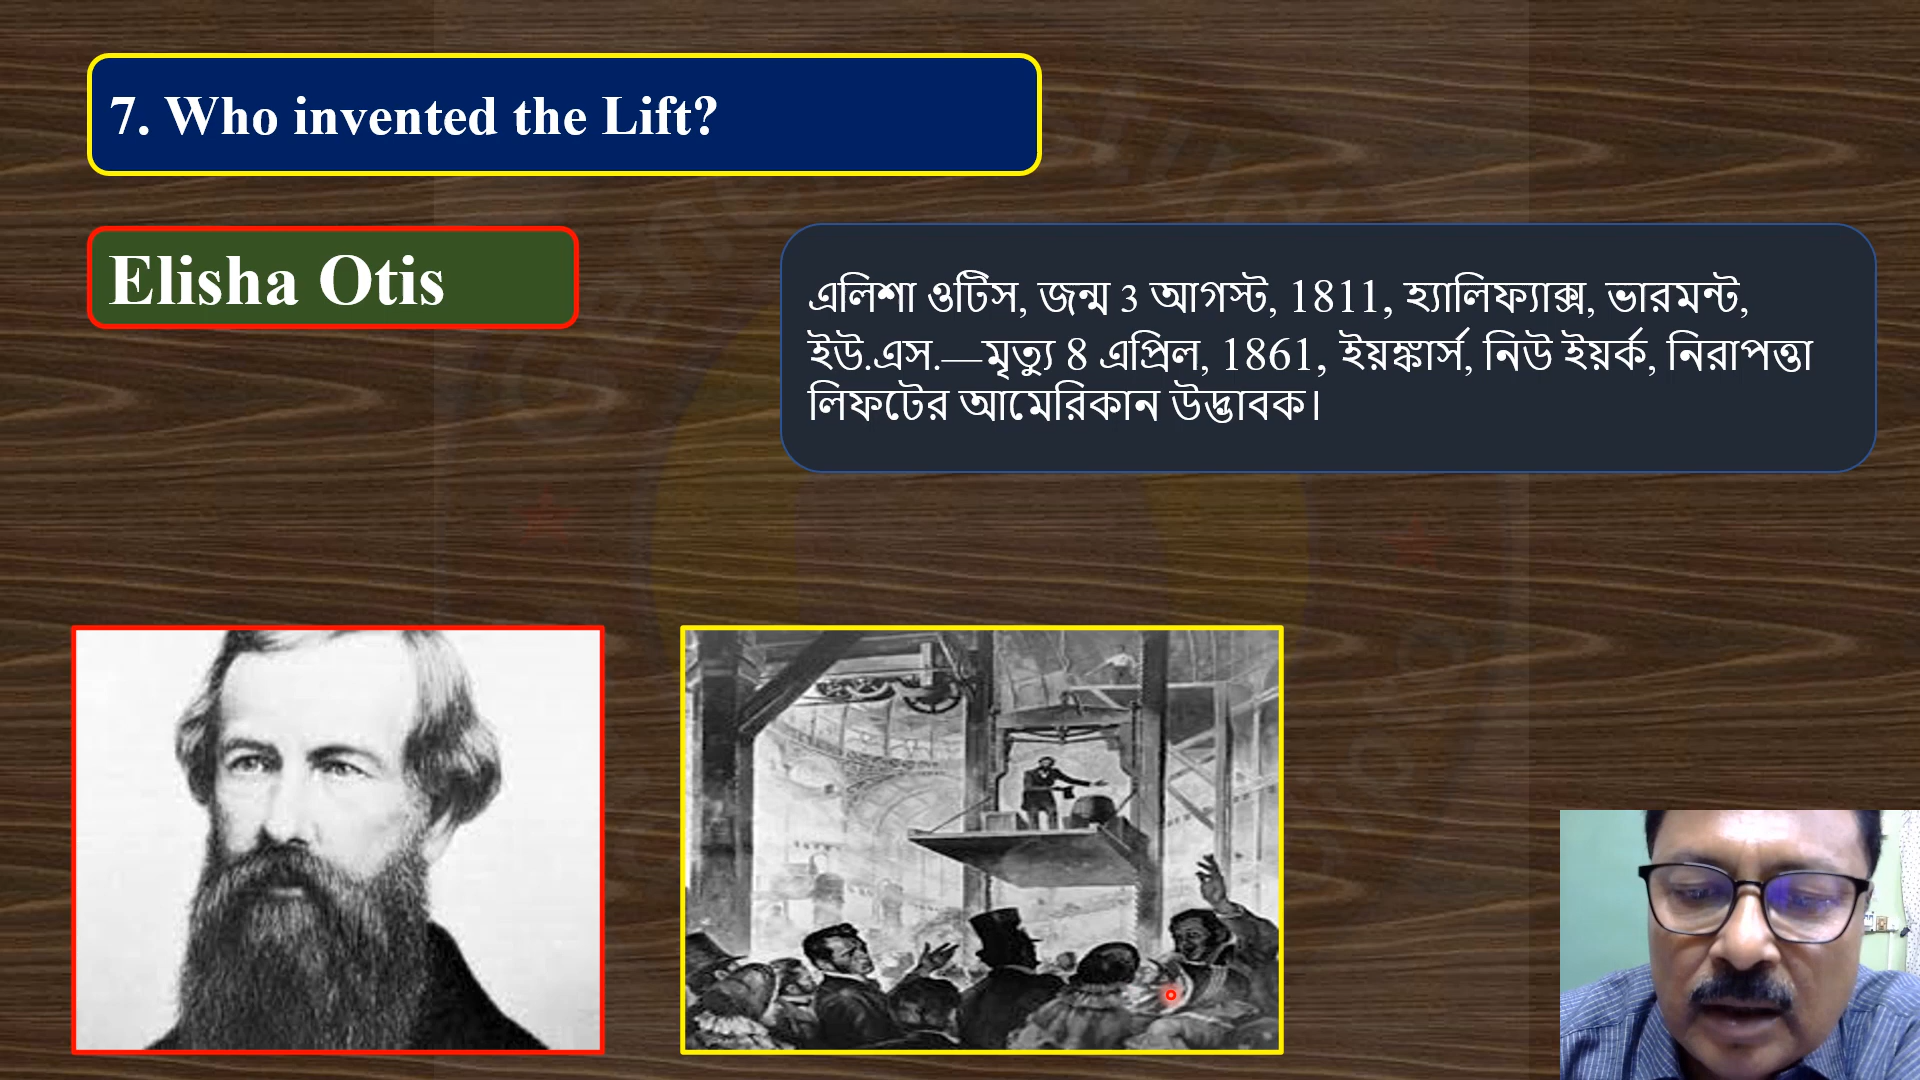 7. Who invented the Lift?
Elisha Otis
এলিশা ওটিস, জন্ম 3 আগস্ট, 1811, হ্যালিফ্যাক্স, ভারমন্ট,
ইউ.এস.—মৃত্যু 8 এপ্রিল, 1861, ইয়ঙ্কার্স, নিউ ইয়র্ক, নিরাপত্তা
লিফটের আমেরিকান উদ্ভাবক।